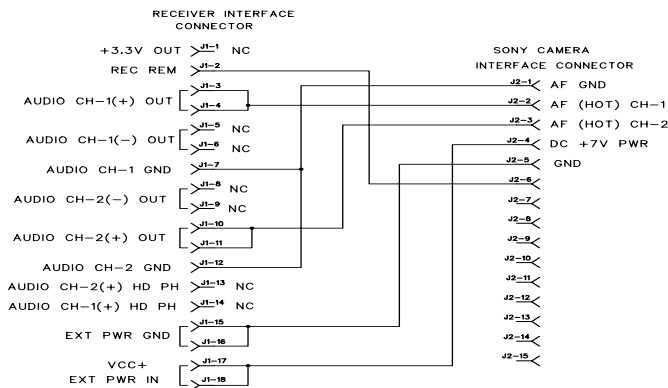 RECEIVER INTERFACE
CONNECTOR
+3.3V OUT J1-1 NC
REC REM J1-2
AUDIO CH-1(+) OUT
J1-3
J1-4
AUDIO CH-1(-) OUT
J1-5 NC
J1-6 NC
AUDIO CH-1 GND J1-7
AUDIO CH-2(-) OUT
J1-8 NC
J1-9 NC
AUDIO CH-2(+) OUT
J1-10
J1-11
AUDIO CH-2 GND J1-12
AUDIO CH-2(+) HD PH J1-13 NC
AUDIO CH-1(+) HD PH J1-14 NC
EXT PWR GND
J1-15
J1-16
VCC+
EXT PWR IN
J1-17
J1-18
SONY CAMERA
INTERFACE CONNECTOR
J2-1 AF GND
J2-2 AF (HOT) CH-1
J2-3 AF (HOT) CH-2
J2-4 DC +7V PWR
J2-5 GND
J2-6
J2-7
J2-8
J2-9
J2-10
J2-11
J2-12
J2-13
J2-14
J2-15